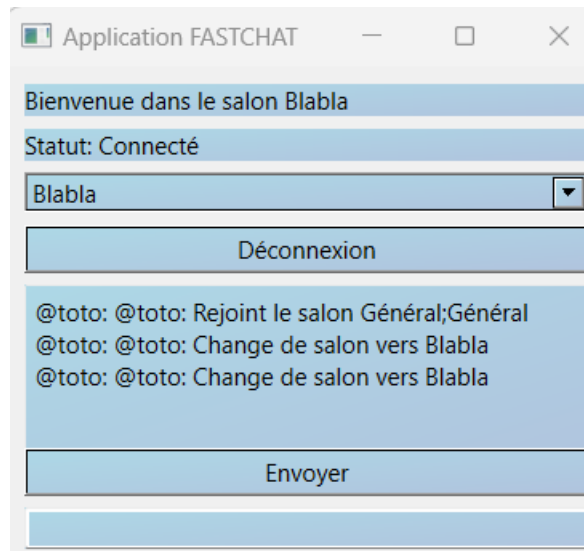 Application FASTCHAT
Bienvenue dans le salon Blabla
Statut: Connecté
Blabla
Déconnexion
@toto: @toto: Rejoint le salon Général;Général
@toto: @toto: Change de salon vers Blabla
@toto: @toto: Change de salon vers Blabla
Envoyer